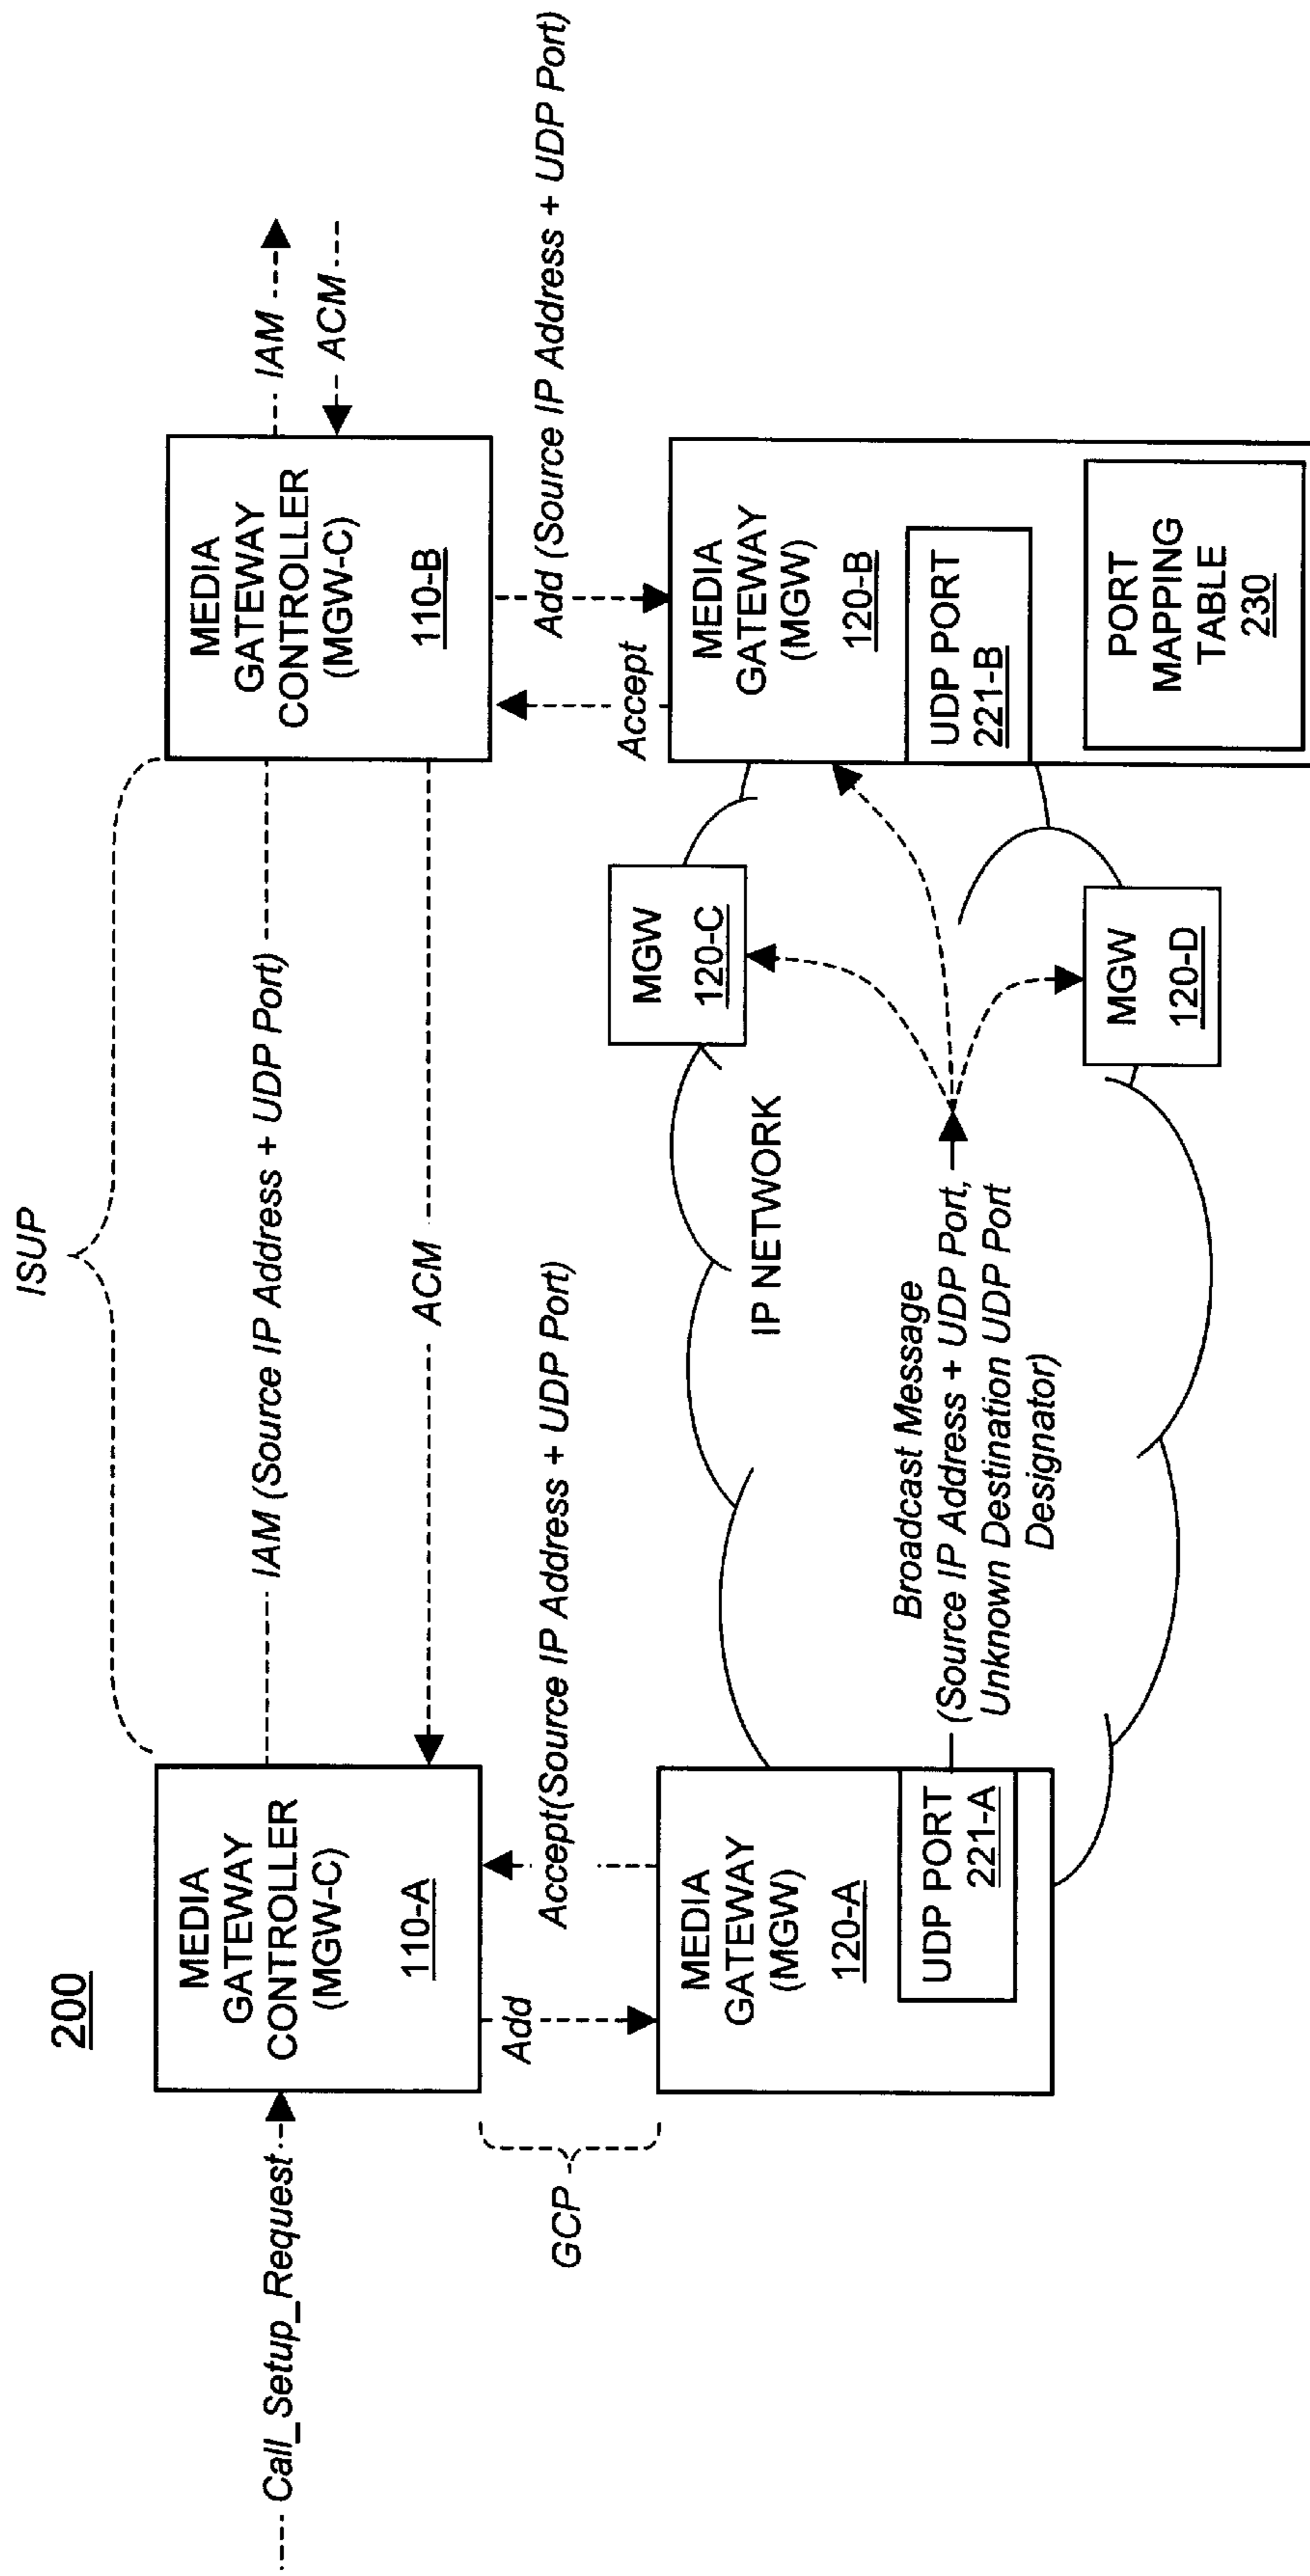 200
ISUP
Call_Setup_Request
MEDIA
GATEWAY
CONTROLLER
(MGW-C)
110-A
IAM (Source IP Address + UDP Port)
ACM
MEDIA
GATEWAY
CONTROLLER
(MGW-C)
110-B
IAM
ACM
GCP
Add
Accept(Source IP Address + UDP Port)
Accept
Add (Source IP Address + UDP Port)
MEDIA
GATEWAY
(MGW)
120-A
UDP PORT
221-A
IP NETWORK
Broadcast Message
(Source IP Address + UDP Port,
Unknown Destination UDP Port
Designator)
MGW
120-C
MGW
120-D
MEDIA
GATEWAY
(MGW)
120-B
UDP PORT
221-B
PORT
MAPPING
TABLE
230